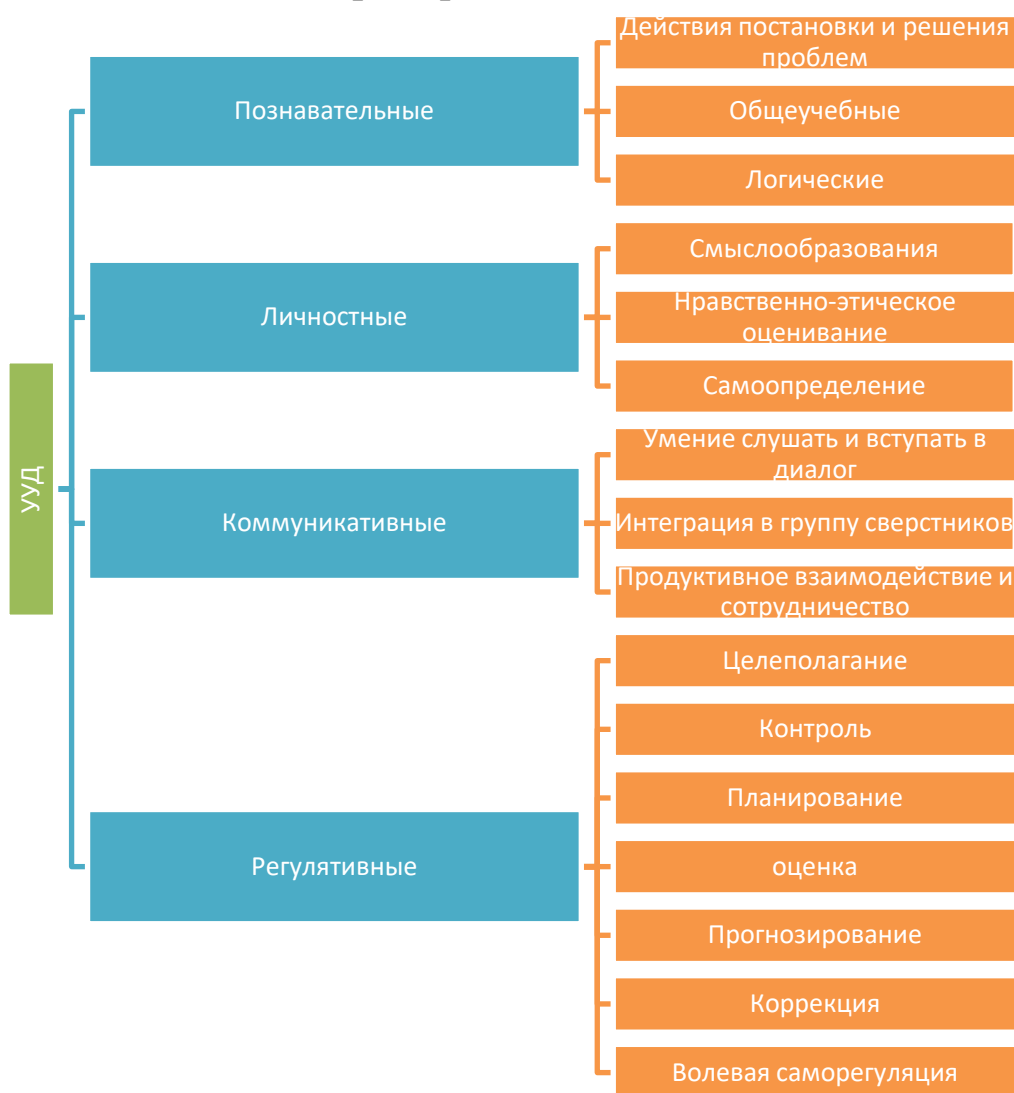 УУД
Познавательные
Действия постановки и решения
проблем
Общеучебные
Логические
Личностные
Смыслообразования
Нравственно-этическое
оценивание
Самоопределение
Коммуникативные
Умение слушать и вступать в
диалог
Интеграция в группу сверстников
Продуктивное взаимодействие и
сотрудничество
Регулятивные
Целеполагание
Контроль
Планирование
оценка
Прогнозирование
Коррекция
Волевая саморегуляция